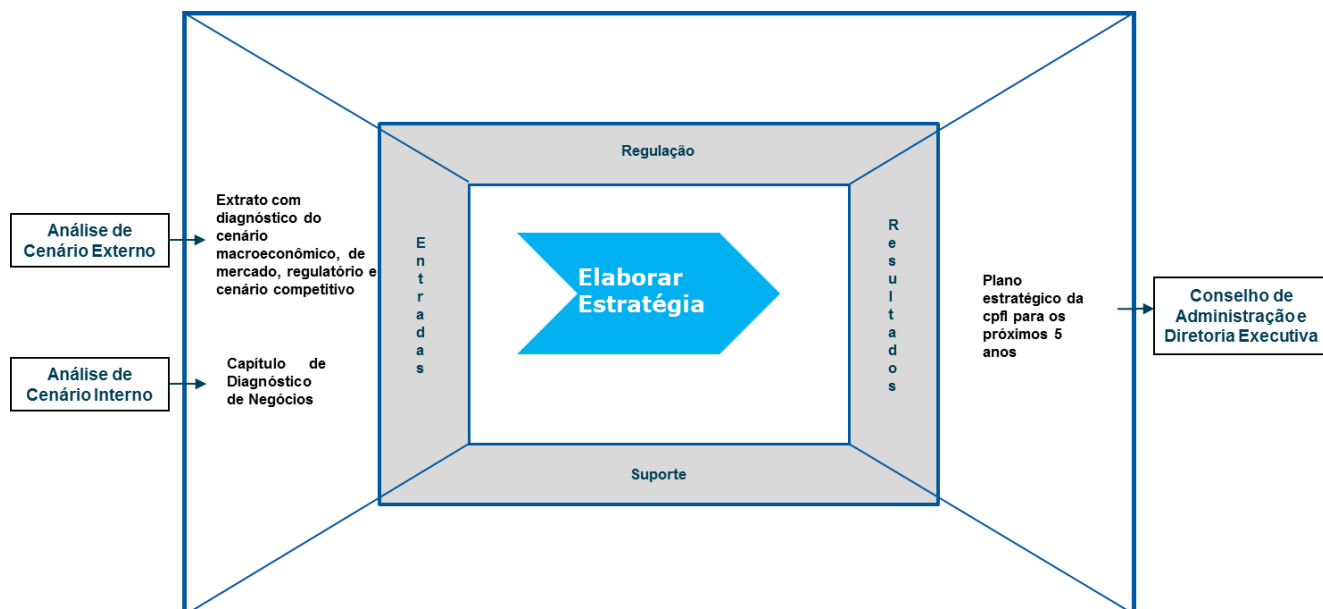 Regulação
Análise de
Cenário Externo
Extrato com
diagnóstico do
cenário
macroeconômico, de
mercado, regulatório e
cenário competitivo
Entradas
Elaborar
Estratégia
Resultados
Plano
estratégico da
cpfl para os
próximos 5
anos
Conselho de
Administração e
Diretoria Executiva
Análise de
Cenário Interno
Capítulo de
Diagnóstico
de Negócios
Suporte